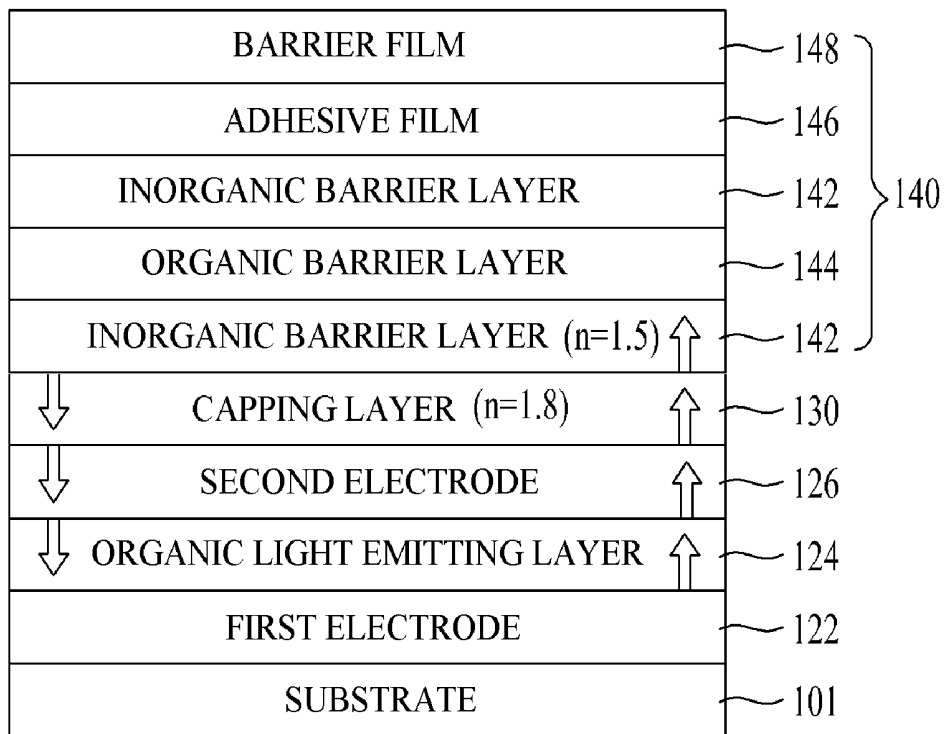 BARRIER FILM 148
ADHESIVE FILM 146
INORGANIC BARRIER LAYER 142
140
ORGANIC BARRIER LAYER 144
INORGANIC BARRIER LAYER (n=1.5) 142
CAPPING LAYER (n=1.8) 130
SECOND ELECTRODE 126
ORGANIC LIGHT EMITTING LAYER 124
FIRST ELECTRODE 122
SUBSTRATE 101